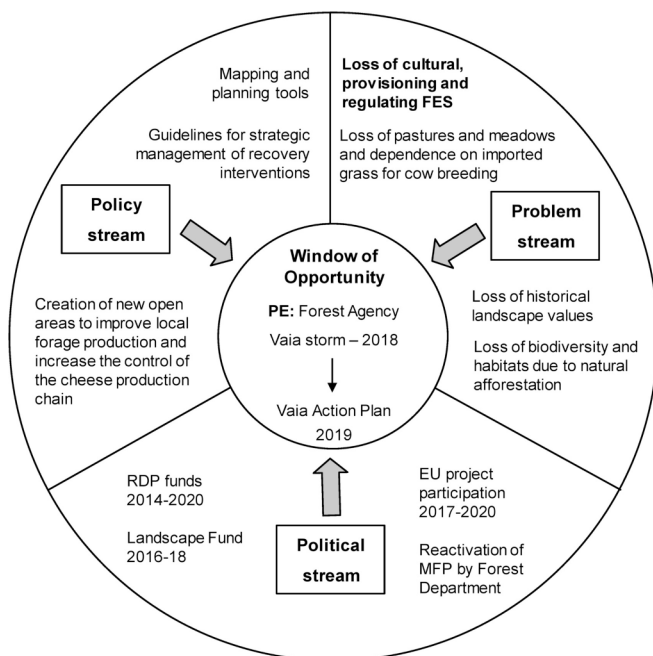 Mapping and
planning tools
Guidelines for strategic
management of recovery
interventions
Policy
stream
Creation of new open
areas to improve local
forage production and
increase the control of
the cheese production
chain
Loss of cultural,
provisioning and
regulating FES
Loss of pastures and meadows
and dependence on imported
grass for cow breeding
Problem
stream
Loss of historical
landscape values
Loss of biodiversity and
habitats due to natural
afforestation
Window of
Opportunity
PE: Forest Agency
Vaia storm – 2018
Vaia Action Plan
2019
RDP funds
2014-2020
Landscape Fund
2016-18
Political
stream
EU project
participation
2017-2020
Reactivation of
MFP by Forest
Department